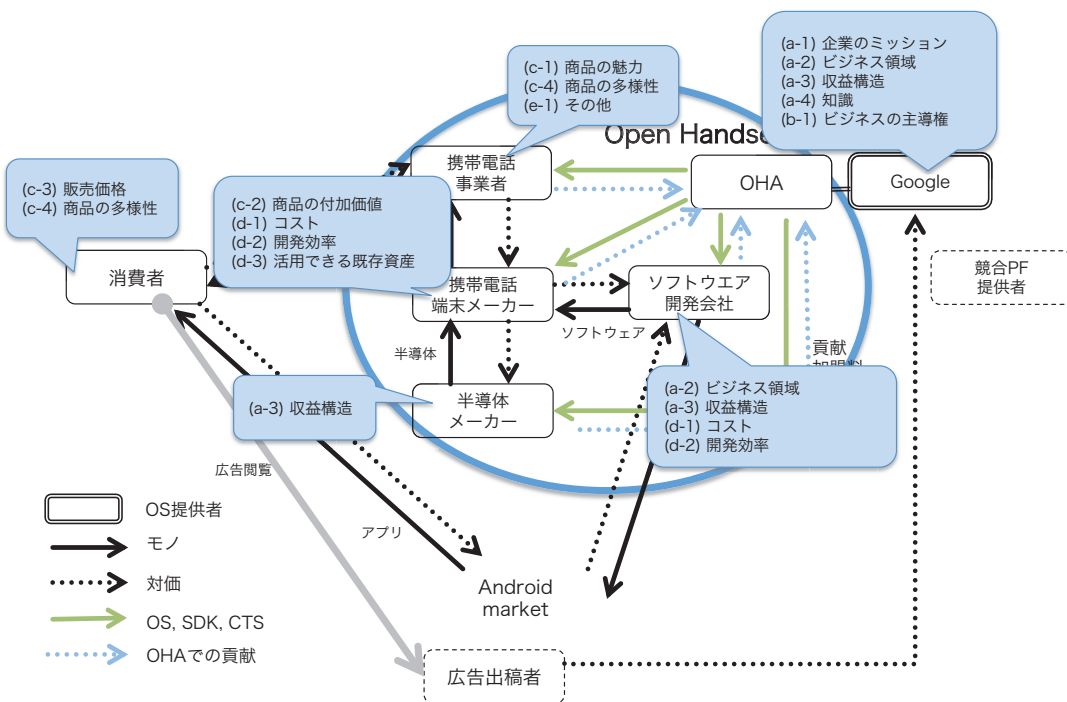 (a-1) 企業のミッション
(a-2) ビジネス領域
(a-3) 収益構造
(a-4) 知識
(b-1) ビジネスの主導権
(c-1) 商品の魅力
(c-4) 商品の多様性
(e-1) その他
Open Handse
携帯電話
事業者
OHA
Google
(c-3) 販売価格
(c-4) 商品の多様性
(c-2) 商品の付加価値
(d-1) コスト
(d-2) 開発効率
(d-3) 活用できる既存資産
消費者
携帯電話
端末メーカー
ソフトウエア
開発会社
競合PF
提供者
ソフトウェア
半導体
貢献
(a-3) 収益構造
半導体
メーカー
(a-2) ビジネス領域
(a-3) 収益構造
(d-1) コスト
(d-2) 開発効率
広告閲覧
アプリ
OS提供者
モノ
対価
OS, SDK, CTS
OHAでの貢献
Android
market
広告出稿者